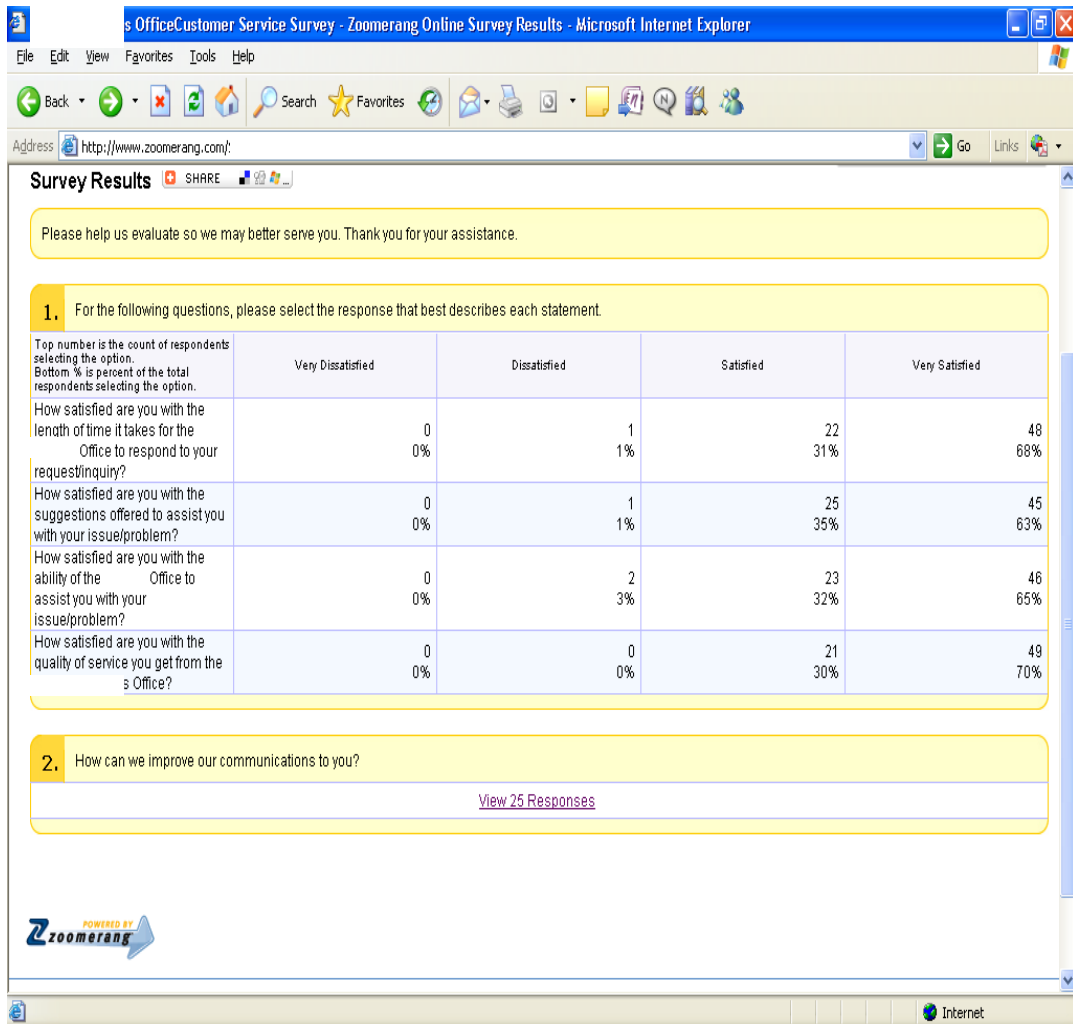 s OfficeCustomer Service Survey - Zoomerang Online Survey Results - Microsoft Internet Explorer
File Edit View Favorites Tools Help
Back Search Favorites
Address http://www.zoomerang.com/ Go Links
Survey Results SHARE
Please help us evaluate so we may better serve you. Thank you for your assistance.
1. For the following questions, please select the response that best describes each statement.
Top number is the count of respondents
selecting the option.
Bottom % is percent of the total
respondents selecting the option.
Very Dissatisfied Dissatisfied Satisfied Very Satisfied
How satisfied are you with the
length of time it takes for the
Office to respond to your
request/inquiry?
0 1 22 48
0% 1% 31% 68%
How satisfied are you with the
suggestions offered to assist you
with your issue/problem?
0 1 25 45
0% 1% 35% 63%
How satisfied are you with the
ability of the Office to
assist you with your
issue/problem?
0 2 23 46
0% 3% 32% 65%
How satisfied are you with the
quality of service you get from the
s Office?
0 0 21 49
0% 0% 30% 70%
2. How can we improve our communications to you?
View 25 Responses
POWERED BY
zoomerang
Internet